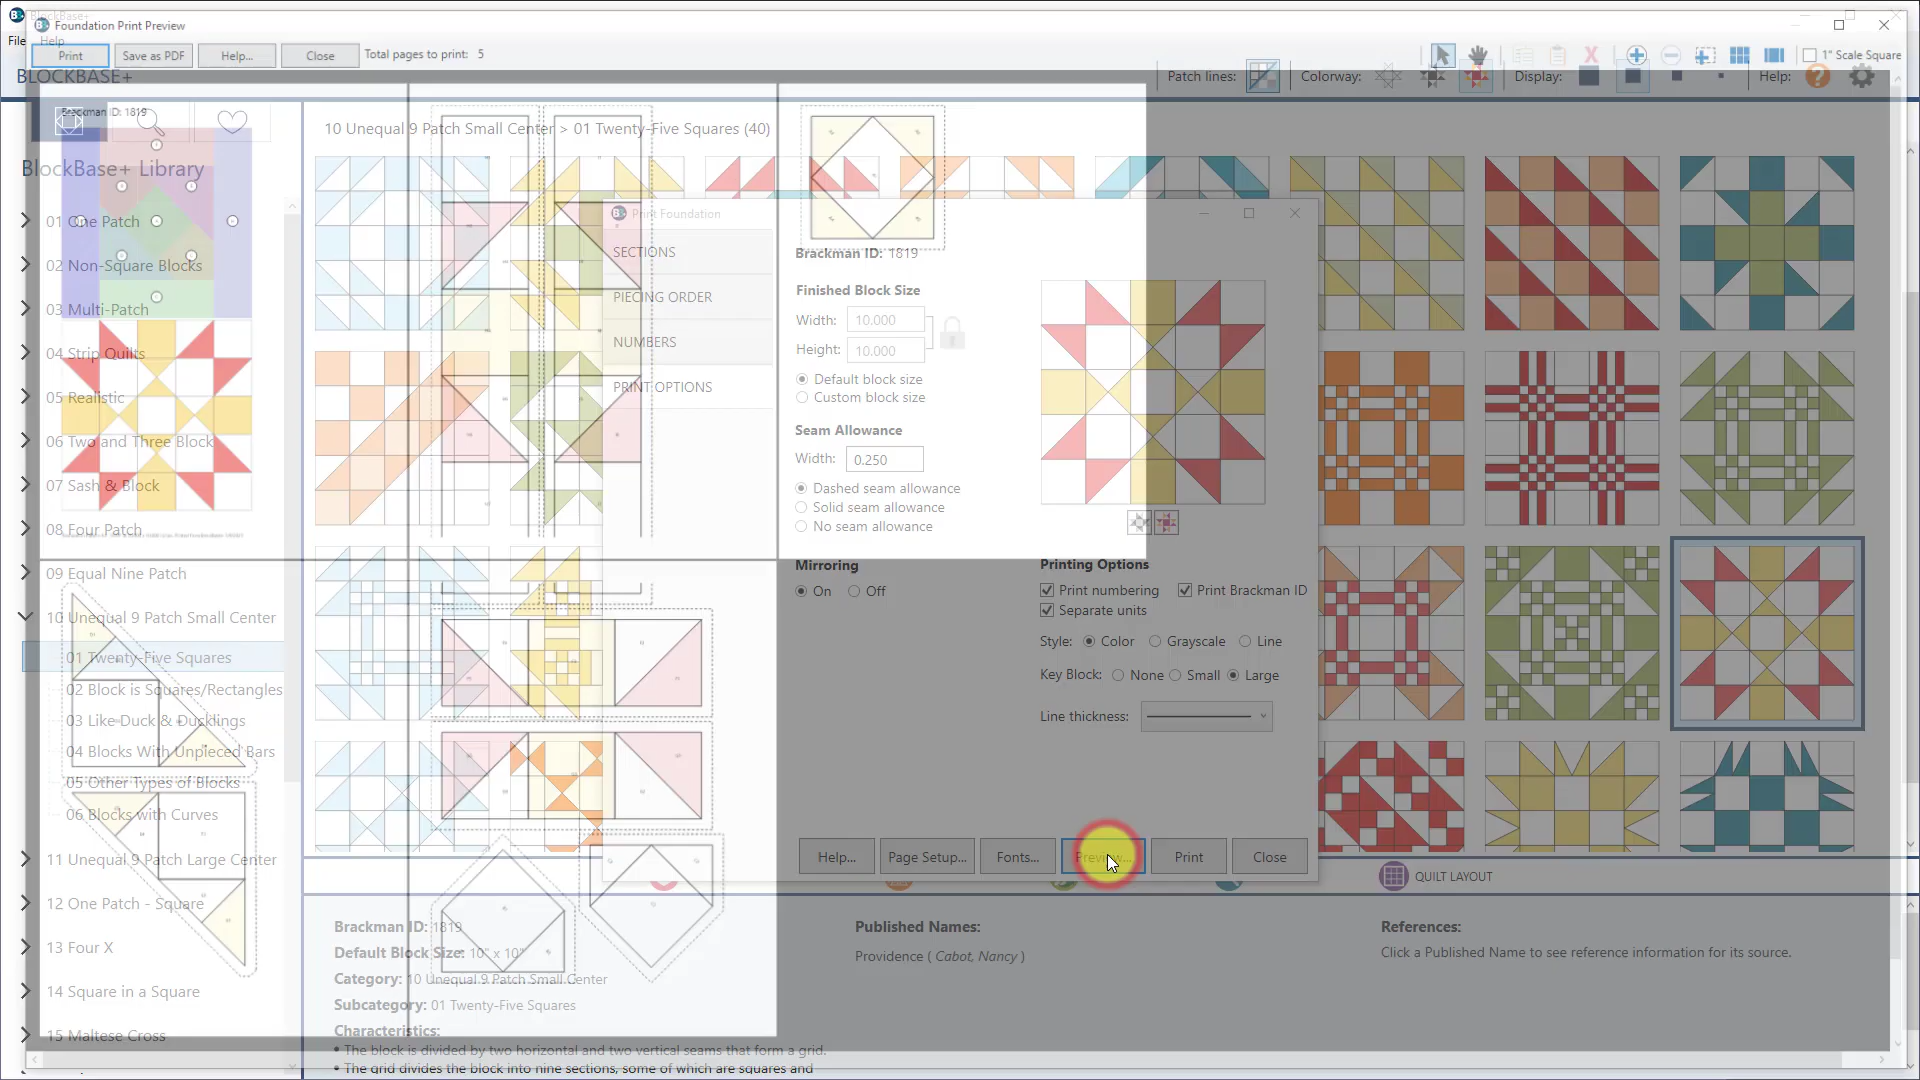 BlockBase+
Foundation Print Preview
File Help
Print Save as PDF Help... Close Total pages to print: 5
1" Scale Square
BLOCKBASE+
Patch lines: Colorway: Display: Help:
Brackman ID: 1819
10 Unequal 9 Patch Small Center > 01 Twenty-Five Squares (40)
BlockBase+ Library
01 One Patch
02 Non-Square Blocks
03 Multi-Patch
04 Strip Quilts
05 Realistic
06 Two and Three Block
07 Sash & Block
08 Four Patch
09 Equal Nine Patch
10 Unequal 9 Patch Small Center
01 Twenty-Five Squares
02 Block is Squares/Rectangles
03 Like Duck & Ducklings
04 Blocks With Unpieced Bars
05 Other Types of Blocks
06 Blocks with Curves
11 Unequal 9 Patch Large Center
12 One Patch - Square
13 Four X
14 Square in a Square
15 Maltese Cross
Print Foundation
SECTIONS
PIECING ORDER
NUMBERS
PRINT OPTIONS
Brackman ID: 1819
Finished Block Size
Width: 10.000
Height: 10.000
Default block size
Custom block size
Seam Allowance
Width: 0.250
Dashed seam allowance
Solid seam allowance
No seam allowance
Mirroring
On Off
Printing Options
Print numbering Print Brackman ID
Separate units
Style: Color Grayscale Line
Key Block: None Small Large
Line thickness:
Help... Page Setup... Fonts... Preview... Print Close
QUILT LAYOUT
Brackman ID: 1819
Default Block Size: 10" x 10"
Category: 10 Unequal 9 Patch Small Center
Subcategory: 01 Twenty-Five Squares
Characteristics:
• The block is divided by two horizontal and two vertical seams that form a grid.
• The grid divides the block into nine sections, some of which are squares and
Published Names:
Providence ( Cabot, Nancy )
References:
Click a Published Name to see reference information for its source.